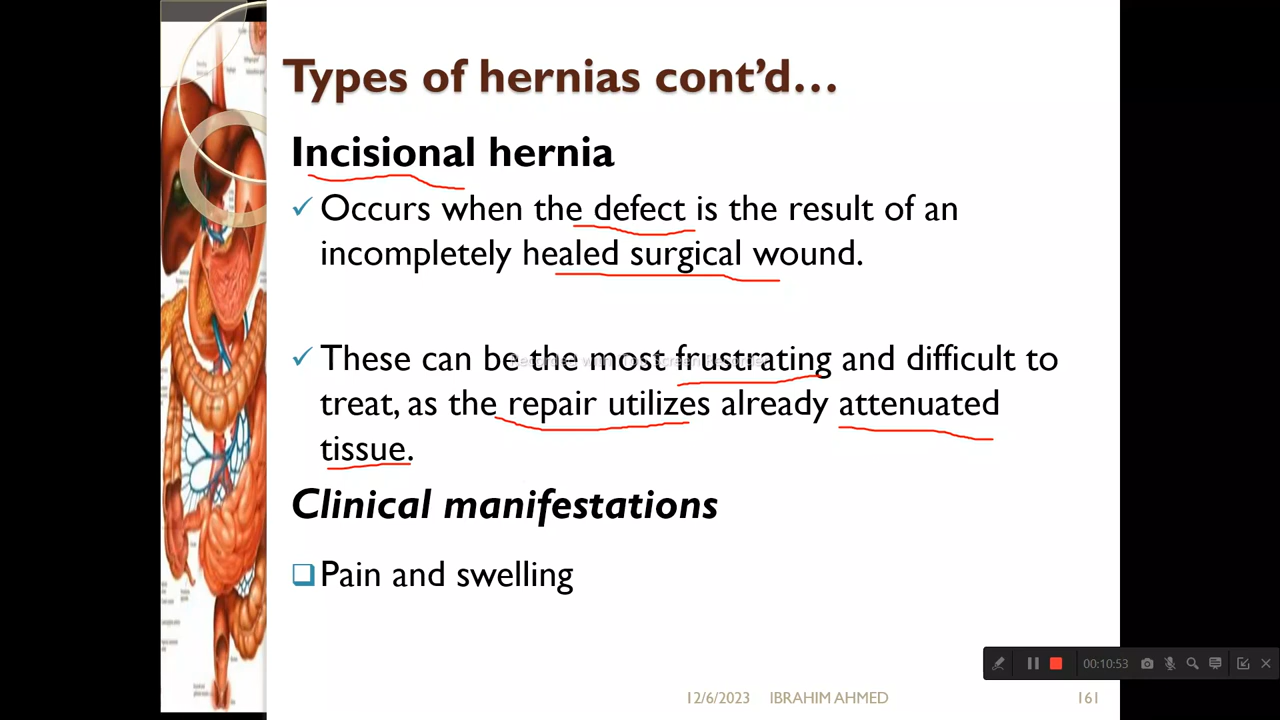 Types of hernias cont’d…
Incisional hernia
✓ Occurs when the defect is the result of an
incompletely healed surgical wound.
✓ These can be the most frustrating and difficult to
treat, as the repair utilizes already attenuated
tissue.
Clinical manifestations
❑ Pain and swelling
00:10:53
12/6/2023 IBRAHIM AHMED 161